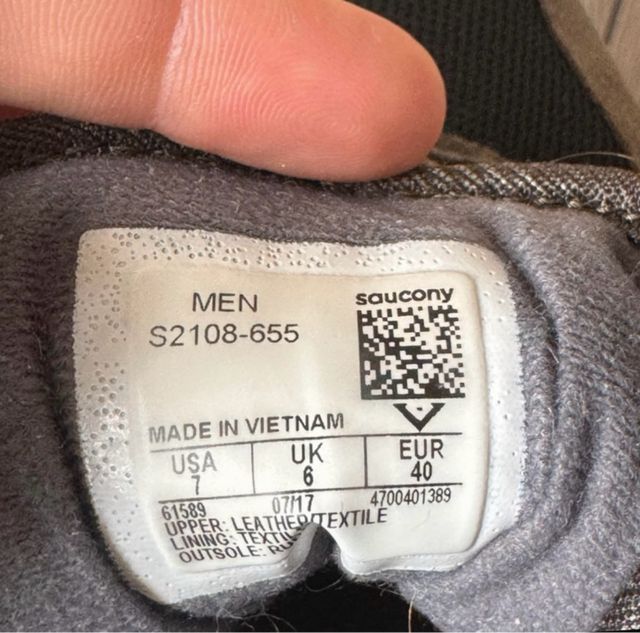 MEN
S2108-655
saucony
MADE IN VIETNAM
USA UK EUR
7 6 40
61589 07/17 4700401389
UPPER: LEATHER/TEXTILE
LINING:
OUTSOLE: